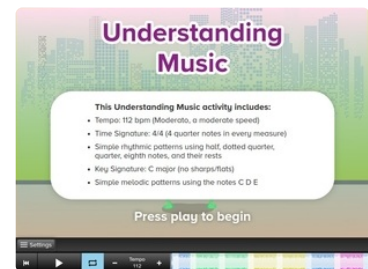 Understanding
Music
This Understanding Music activity includes:
• Tempo: 112 bpm (Moderato, a moderate speed)
• Time Signature: 4/4 (4 quarter notes in every measure)
• Simple rhythmic patterns using half, dotted quarter,
quarter, eighth notes, and their rests
• Key Signature: C major (no sharps/flats)
• Simple melodic patterns using the notes C D E
Press play to begin
Settings
Tempo
112